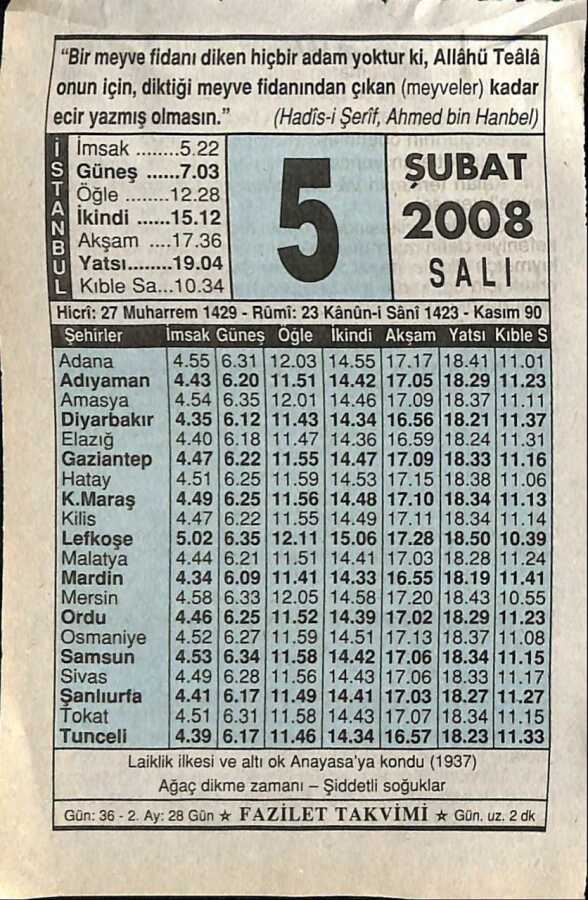 “Bir meyve fidanı diken hiçbir adam yoktur ki, Allâhü Teâlâ
onun için, diktiği meyve fidanından çıkan (meyveler) kadar
ecir yazmış olmasın.” (Hadîs-i Şerîf, Ahmed bin Hanbel)
İSTANBUL
İmsak ........5.22
Güneş ......7.03
Öğle .........12.28
İkindi ......15.12
Akşam ....17.36
Yatsı.........19.04
Kıble Sa...10.34
5
ŞUBAT
2008
SALI
Hicrî: 27 Muharrem 1429 - Rûmî: 23 Kânûn-i Sânî 1423 - Kasım 90
Şehirler İmsak Güneş Öğle İkindi Akşam Yatsı Kıble S
Adana 4.55 6.31 12.03 14.55 17.17 18.41 11.01
Adıyaman 4.43 6.20 11.51 14.42 17.05 18.29 11.23
Amasya 4.54 6.35 12.01 14.46 17.09 18.37 11.11
Diyarbakır 4.35 6.12 11.43 14.34 16.56 18.21 11.37
Elazığ 4.40 6.18 11.47 14.36 16.59 18.24 11.31
Gaziantep 4.47 6.22 11.55 14.47 17.09 18.33 11.16
Hatay 4.51 6.25 11.59 14.53 17.15 18.38 11.06
K.Maraş 4.49 6.25 11.56 14.48 17.10 18.34 11.13
Kilis 4.47 6.22 11.55 14.49 17.11 18.34 11.14
Lefkoşe 5.02 6.35 12.11 15.06 17.28 18.50 10.39
Malatya 4.44 6.21 11.51 14.41 17.03 18.28 11.24
Mardin 4.34 6.09 11.41 14.33 16.55 18.19 11.41
Mersin 4.58 6.33 12.05 14.58 17.20 18.43 10.55
Ordu 4.46 6.25 11.52 14.39 17.02 18.29 11.23
Osmaniye 4.52 6.27 11.59 14.51 17.13 18.37 11.08
Samsun 4.53 6.34 11.58 14.42 17.06 18.34 11.15
Sivas 4.49 6.28 11.56 14.43 17.06 18.33 11.17
Şanlıurfa 4.41 6.17 11.49 14.41 17.03 18.27 11.27
Tokat 4.51 6.31 11.58 14.43 17.07 18.34 11.15
Tunceli 4.39 6.17 11.46 14.34 16.57 18.23 11.33
Laiklik ilkesi ve altı ok Anayasa'ya kondu (1937)
Ağaç dikme zamanı – Şiddetli soğuklar
Gün: 36 - 2. Ay: 28 Gün ★ FAZİLET TAKVİMİ ★ Gün. uz. 2 dk